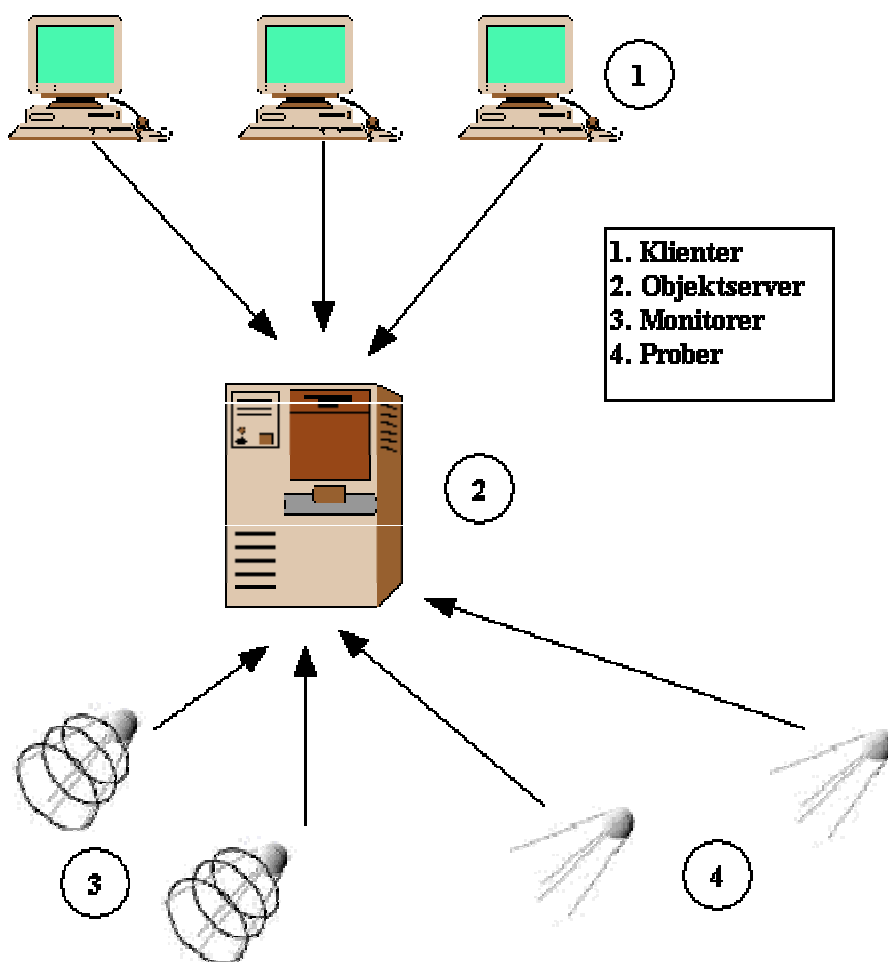 1
1. Klienter
2. Objektserver
3. Monitorer
4. Prober
2
3
4